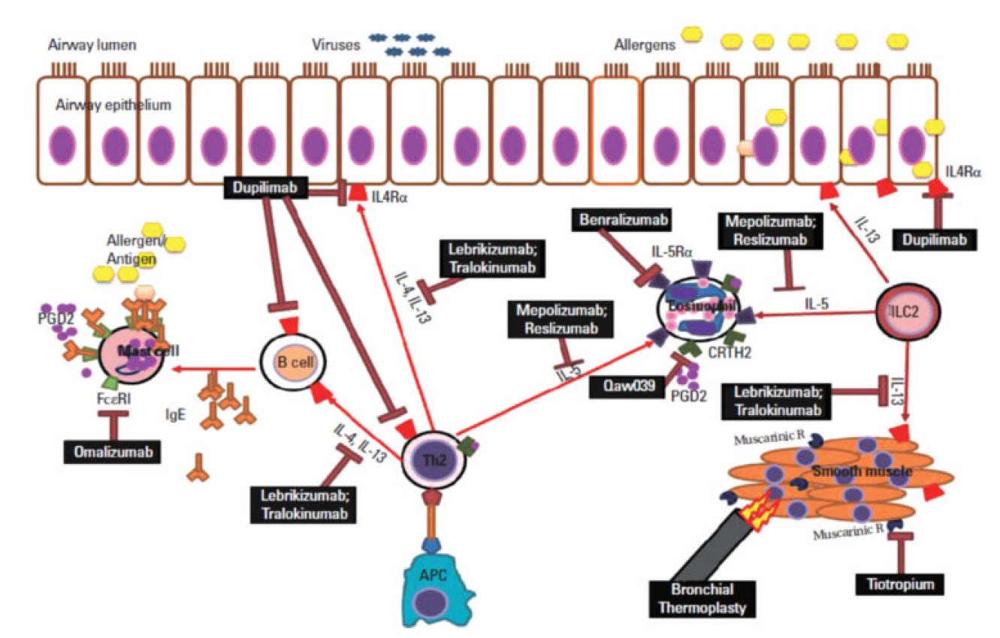 Airway lumen
Viruses
Allergens
Airway epithelium
Dupilimab
IL4Rα
IL4Rα
Benralizumab
Mepolizumab;
Reslizumab
IL-13
Dupilimab
Allergen/
Antigen
Lebrikizumab;
Tralokinumab
IL-5Rα
IL-4, IL-13
Mepolizumab;
Reslizumab
Eosinophil
IL-5
ILC2
PGD2
Mast cell
B cell
IL-5
CRTH2
Qaw039
PGD2
Lebrikizumab;
Tralokinumab
IL-13
FcεRI
IgE
Omalizumab
IL-4, IL-13
Th2
Muscarinic R
Smooth muscle
Lebrikizumab;
Tralokinumab
Muscarinic R
APC
Bronchial
Thermoplasty
Tiotropium